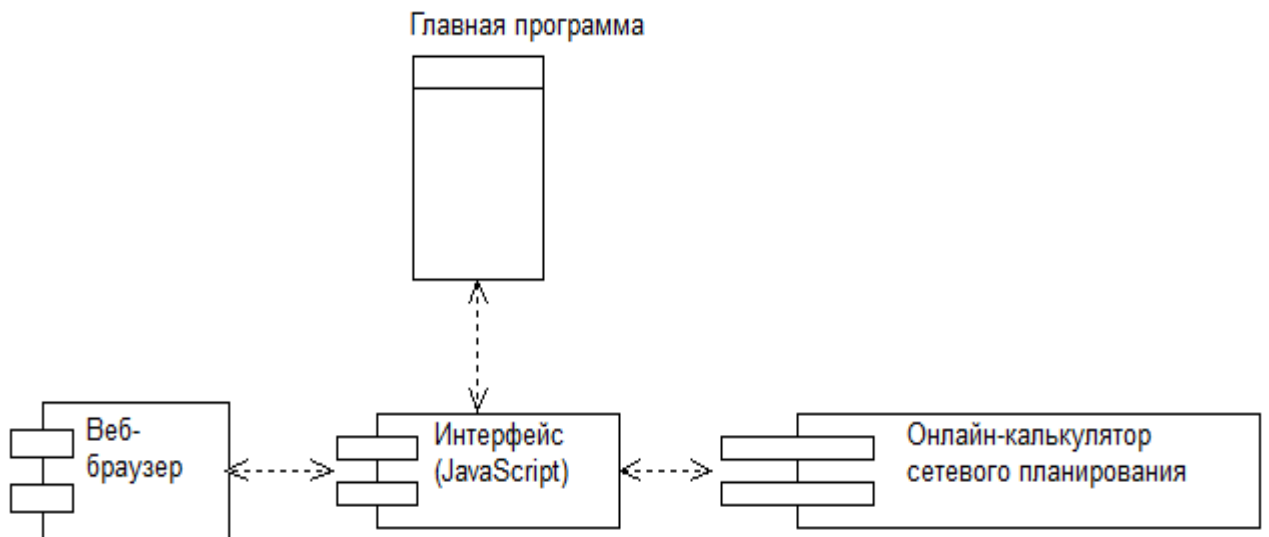 Главная программа
Веб-
браузер
Интерфейс
(JavaScript)
Онлайн-калькулятор
сетевого планирования